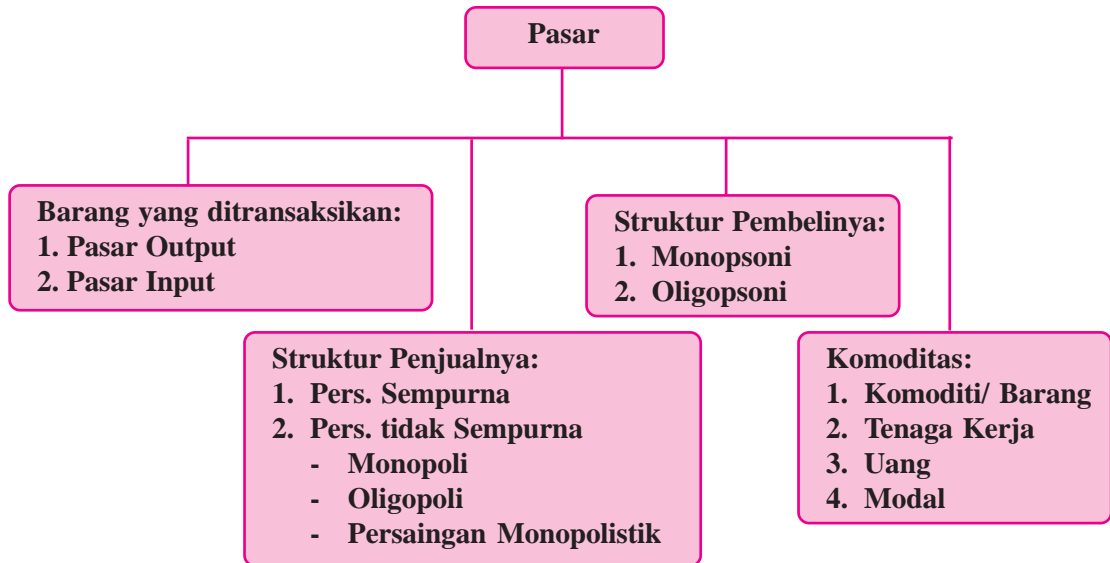 Pasar
Barang yang ditransaksikan:
1. Pasar Output
2. Pasar Input
Struktur Penjualnya:
1. Pers. Sempurna
2. Pers. tidak Sempurna
- Monopoli
- Oligopoli
- Persaingan Monopolistik
Struktur Pembelinya:
1. Monopsoni
2. Oligopsoni
Komoditas:
1. Komoditi/ Barang
2. Tenaga Kerja
3. Uang
4. Modal